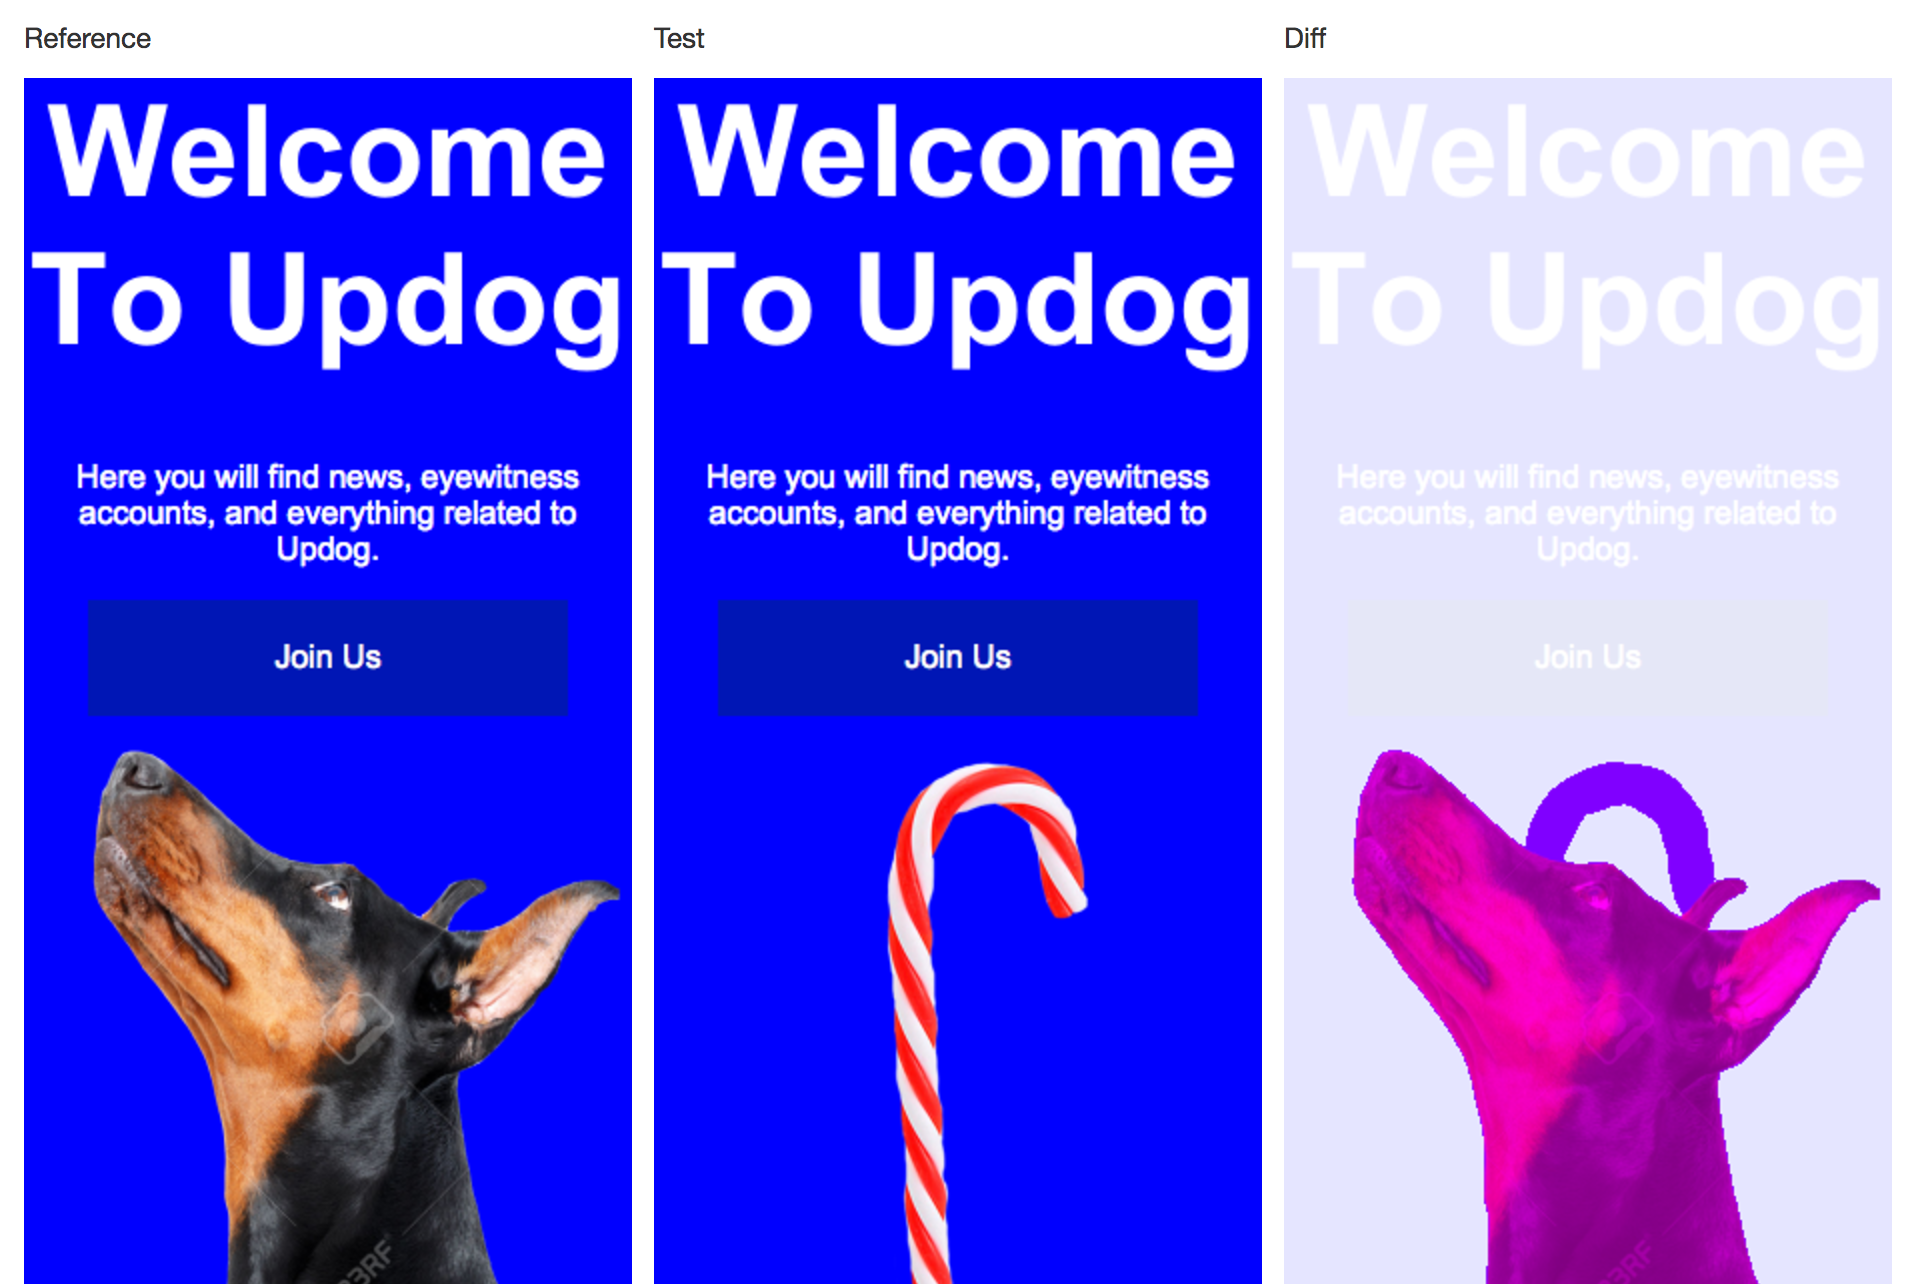 Reference
Test
Diff
Welcome
To Updog
Here you will find news, eyewitness
accounts, and everything related to
Updog.
Join Us
Welcome
To Updog
Here you will find news, eyewitness
accounts, and everything related to
Updog.
Join Us
Welcome
To Updog
Here you will find news, eyewitness
accounts, and everything related to
Updog.
Join Us